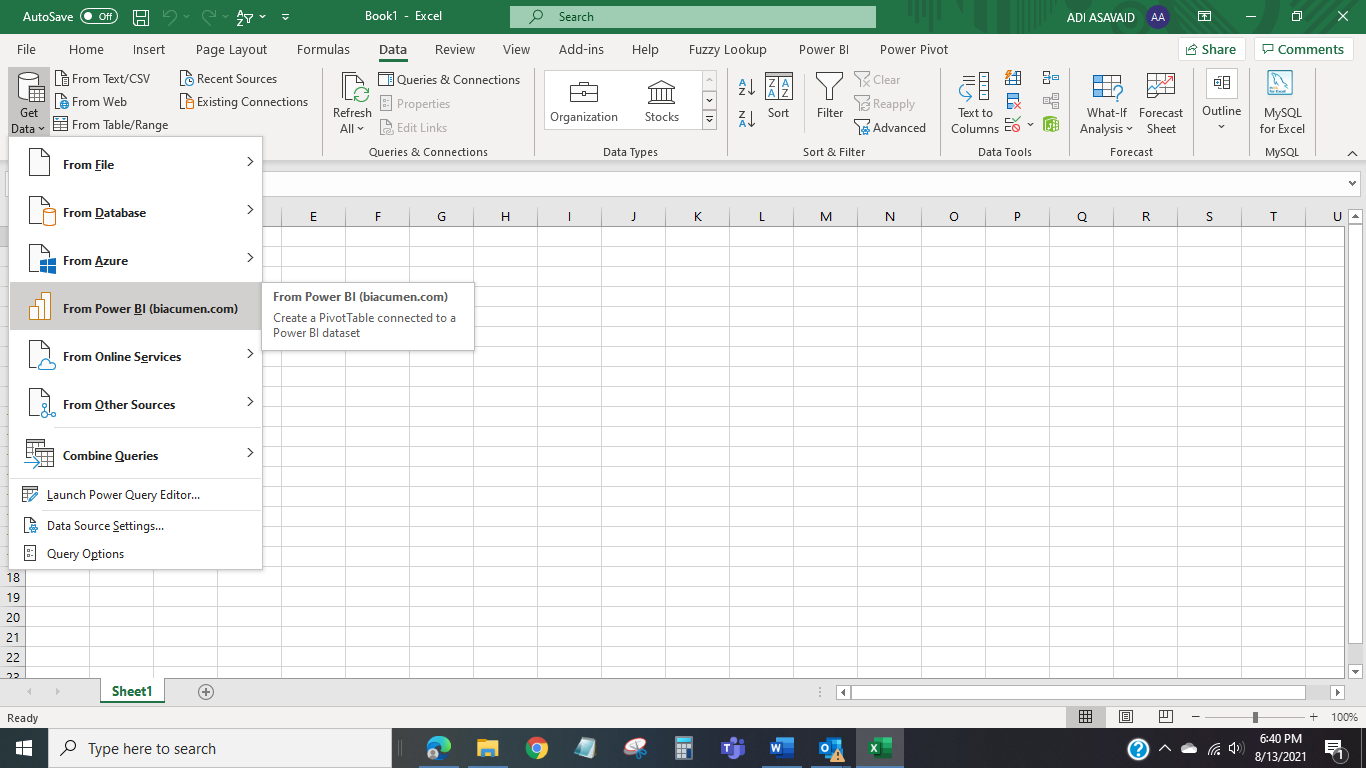 AutoSave Off
Book1 - Excel
Search
ADI ASAVAID AA
File Home Insert Page Layout Formulas Data Review View Add-ins Help Fuzzy Lookup Power BI Power Pivot
Share
Comments
Get
Data
From Text/CSV
From Web
From Table/Range
Recent Sources
Existing Connections
Refresh
All
Queries & Connections
Properties
Edit Links
Queries & Connections
Organization
Stocks
Data Types
Sort
Filter
Clear
Reapply
Advanced
Sort & Filter
Text to
Columns
Data Tools
What-If
Analysis
Forecast
Sheet
Forecast
Outline
MySQL
for Excel
MySQL
From File
From Database
From Azure
From Power BI (biacumen.com)
From Online Services
From Other Sources
Combine Queries
Launch Power Query Editor...
Data Source Settings...
Query Options
From Power BI (biacumen.com)
Create a PivotTable connected to a
Power BI dataset
E F G H I J K L M N O P Q R S T U
18
19
20
21
22
23
Sheet1
Ready
100%
Type here to search
6:40 PM
8/13/2021
1